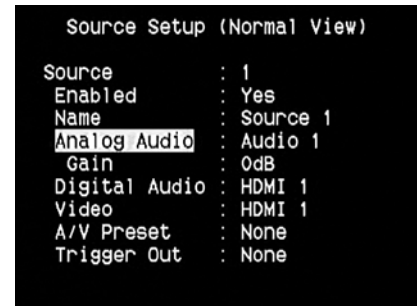 Source Setup (Normal View)
Source : 1
Enabled : Yes
Name : Source 1
Analog Audio : Audio 1
Gain : 0dB
Digital Audio : HDMI 1
Video : HDMI 1
A/V Preset : None
Trigger Out : None